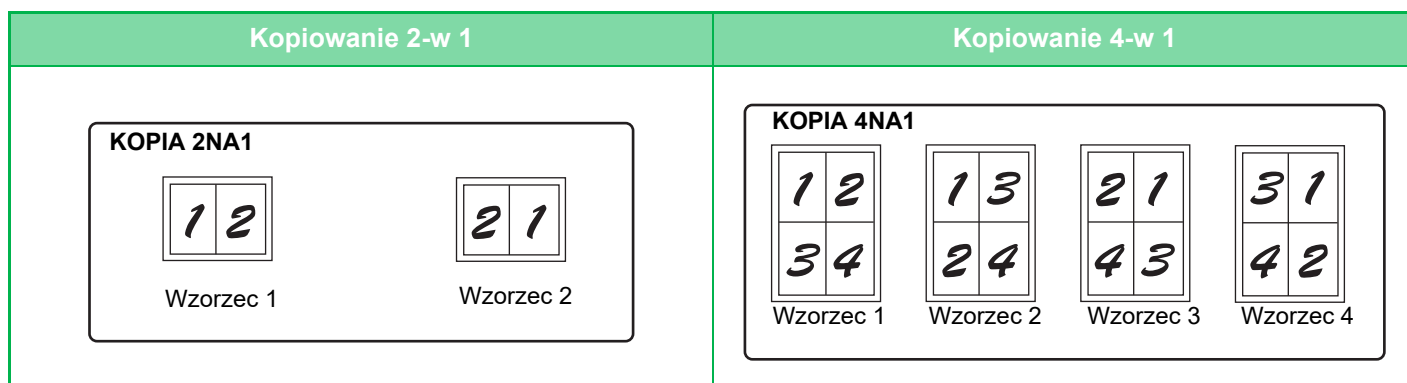 Kopiowanie 2-w 1
Kopiowanie 4-w 1
KOPIA 2NA1
1 2
2 1
Wzorzec 1
Wzorzec 2
KOPIA 4NA1
1 2
3 4
1 3
2 4
2 1
4 3
3 1
4 2
Wzorzec 1
Wzorzec 2
Wzorzec 3
Wzorzec 4